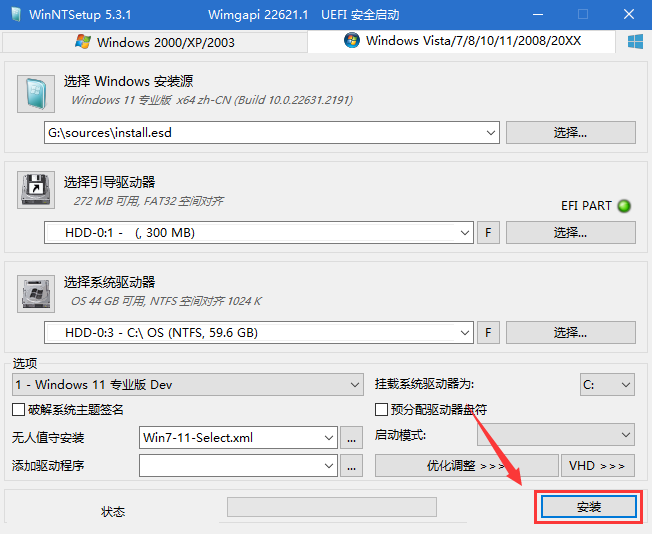 WinNTSetup 5.3.1 Wimgapi 22621.1 UEFI 安全启动
Windows 2000/XP/2003 Windows Vista/7/8/10/11/2008/20XX
选择 Windows 安装源
Windows 11 专业版 x64 zh-CN (Build 10.0.22631.2191)
G:\sources\install.esd 选择...
选择引导驱动器
272 MB 可用, FAT32 空间对齐
EFI PART
HDD-0:1 - (, 300 MB) F 选择...
选择系统驱动器
OS 44 GB 可用, NTFS 空间对齐 1024 K
HDD-0:3 - C:\ OS (NTFS, 59.6 GB) F 选择...
选项
1 - Windows 11 专业版 Dev 挂载系统驱动器为: C:
破解系统主题签名 预分配驱动器盘符
无人值守安装 Win7-11-Select.xml ... 启动模式:
添加驱动程序 ... 优化调整 >>> VHD >>>
状态 安装